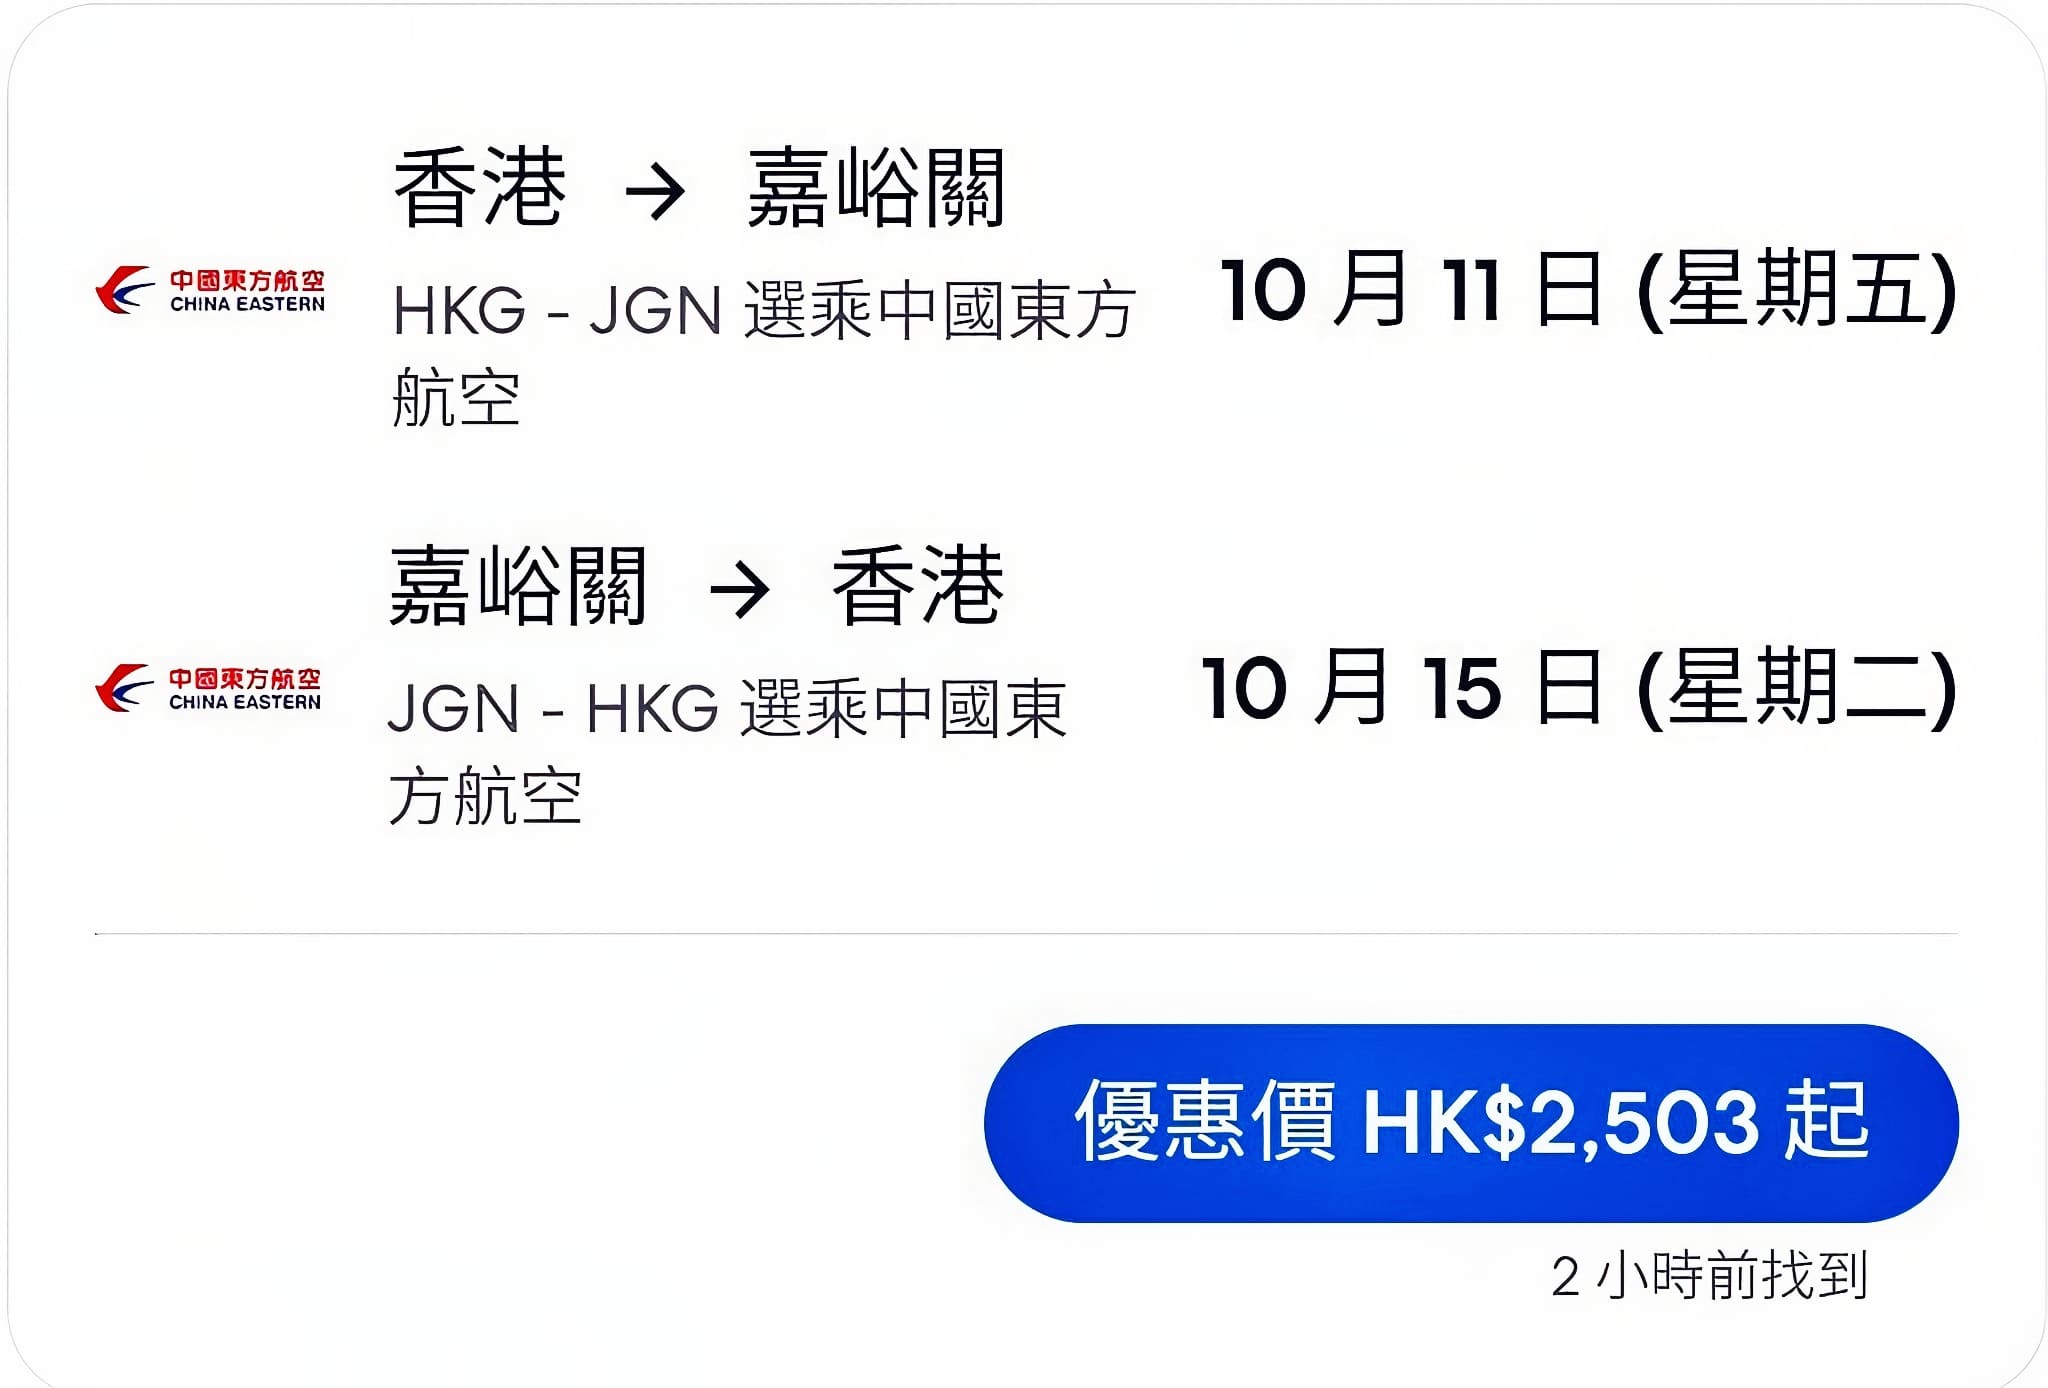 香港 → 嘉峪關
中國東方航空
CHINA EASTERN
HKG - JGN 選乘中國東方
航空
10 月 11 日 (星期五)
嘉峪關 → 香港
中國東方航空
CHINA EASTERN
JGN - HKG 選乘中國東
方航空
10 月 15 日 (星期二)
優惠價 HK$2,503 起
2 小時前找到